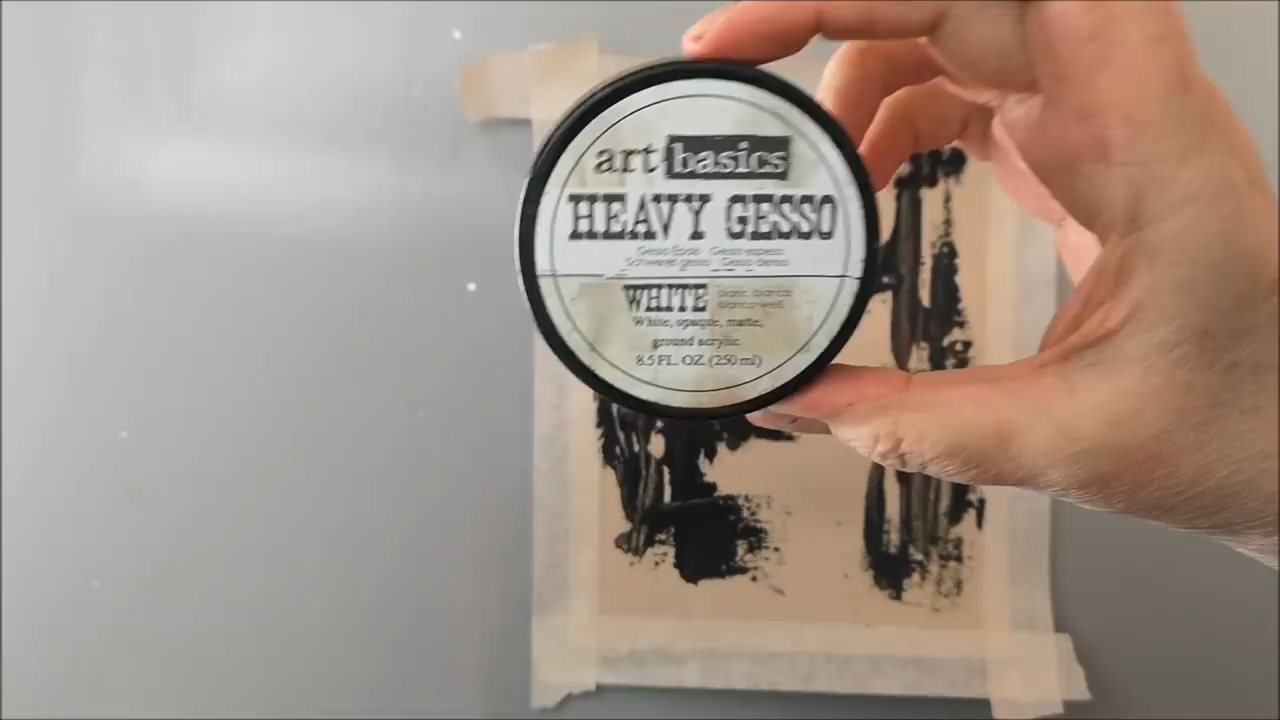 art basics
HEAVY GESSO
WHITE
White, opaque, matte,
ground acrylic.
8.5 FL. OZ. (250 ml)